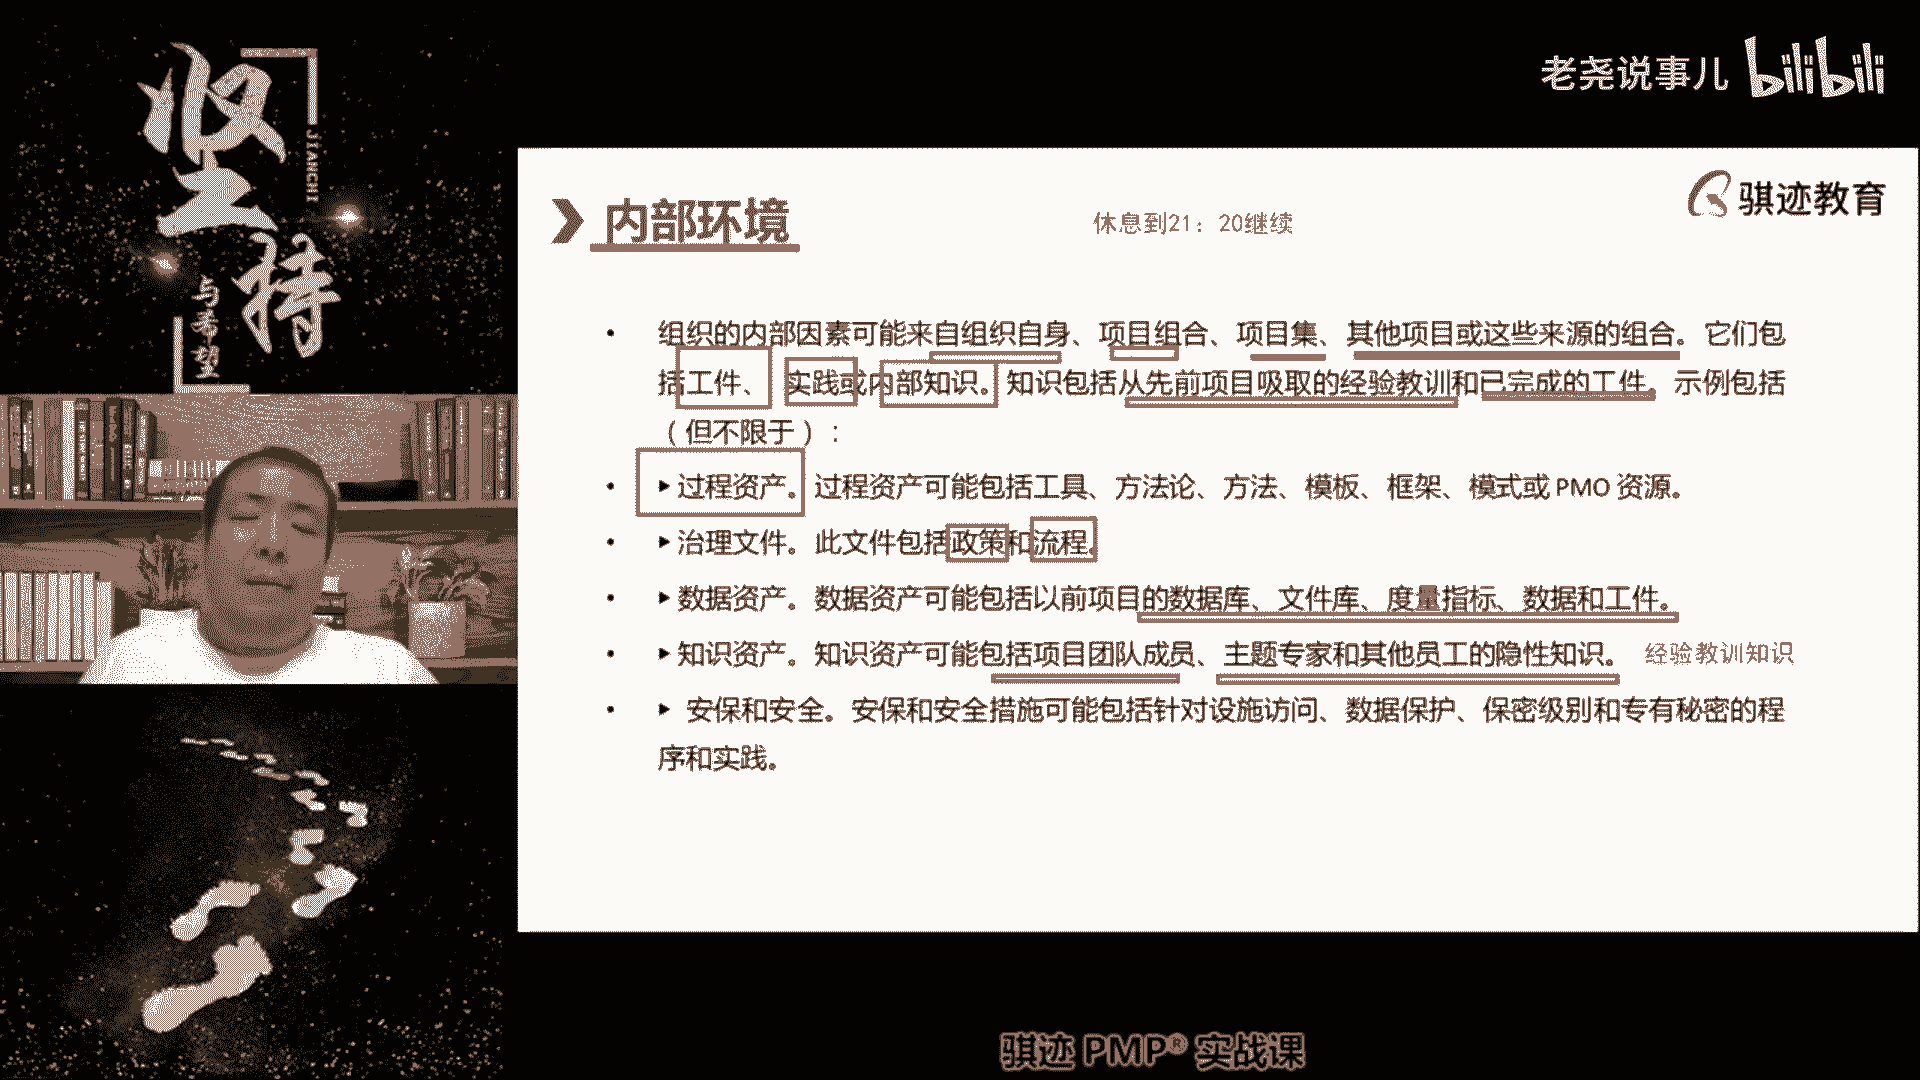 坚持
JIANCHI
与希望
老尧说事儿 bilibili
骐迹教育
内部环境
休息到21：20继续
• 组织的内部因素可能来自组织自身、项目组合、项目集、其他项目或这些来源的组合。它们包
括工件、实践或内部知识。知识包括从先前项目吸取的经验教训和已完成的工件。示例包括
（但不限于）：
• ▶过程资产。过程资产可能包括工具、方法论、方法、模板、框架、模式或 PMO 资源。
• ▶治理文件。此文件包括政策和流程。
• ▶数据资产。数据资产可能包括以前项目的数据库、文件库、度量指标、数据和工件。
• ▶知识资产。知识资产可能包括项目团队成员、主题专家和其他员工的隐性知识。 经验教训知识
• ▶ 安保和安全。安保和安全措施可能包括针对设施访问、数据保护、保密级别和专有秘密的程
序和实践。
骐迹 PMP® 实战课